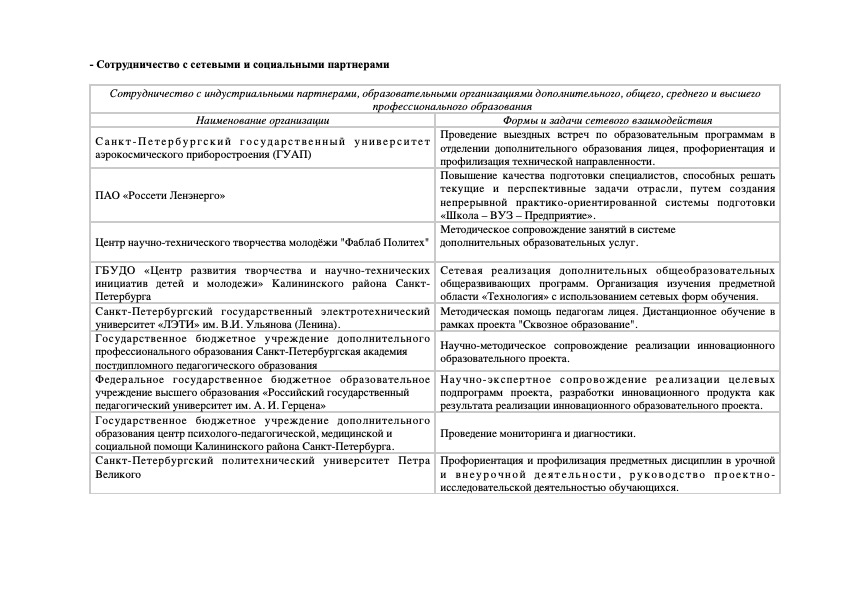 - Сотрудничество с сетевыми и социальными партнерами
Сотрудничество с индустриальными партнерами, образовательными организациями дополнительного, общего, среднего и высшего
профессионального образования
Наименование организации
Формы и задачи сетевого взаимодействия
Санкт-Петербургский государственный университет
аэрокосмического приборостроения (ГУАП)
Проведение выездных встреч по образовательным программам в
отделении дополнительного образования лицея, профориентация и
профилизация технической направленности.
ПАО «Россети Ленэнерго»
Повышение качества подготовки специалистов, способных решать
текущие и перспективные задачи отрасли, путем создания
непрерывной практико-ориентированной системы подготовки
«Школа – ВУЗ – Предприятие».
Центр научно-технического творчества молодёжи "Фаблаб Политех"
Методическое сопровождение занятий в системе
дополнительных образовательных услуг.
ГБУДО «Центр развития творчества и научно-технических
инициатив детей и молодежи» Калининского района Санкт-
Петербурга
Сетевая реализация дополнительных общеобразовательных
общеразвивающих программ. Организация изучения предметной
области «Технология» с использованием сетевых форм обучения.
Санкт-Петербургский государственный электротехнический
университет «ЛЭТИ» им. В.И. Ульянова (Ленина).
Методическая помощь педагогам лицея. Дистанционное обучение в
рамках проекта "Сквозное образование".
Государственное бюджетное учреждение дополнительного
профессионального образования Санкт-Петербургская академия
постдипломного педагогического образования
Научно-методическое сопровождение реализации инновационного
образовательного проекта.
Федеральное государственное бюджетное образовательное
учреждение высшего образования «Российский государственный
педагогический университет им. А. И. Герцена»
Научно-экспертное сопровождение реализации целевых
подпрограмм проекта, разработки инновационного продукта как
результата реализации инновационного образовательного проекта.
Государственное бюджетное учреждение дополнительного
образования центр психолого-педагогической, медицинской и
социальной помощи Калининского района Санкт-Петербурга.
Проведение мониторинга и диагностики.
Санкт-Петербургский политехнический университет Петра
Великого
Профориентация и профилизация предметных дисциплин в урочной
и внеурочной деятельности, руководство проектно-
исследовательской деятельностью обучающихся.